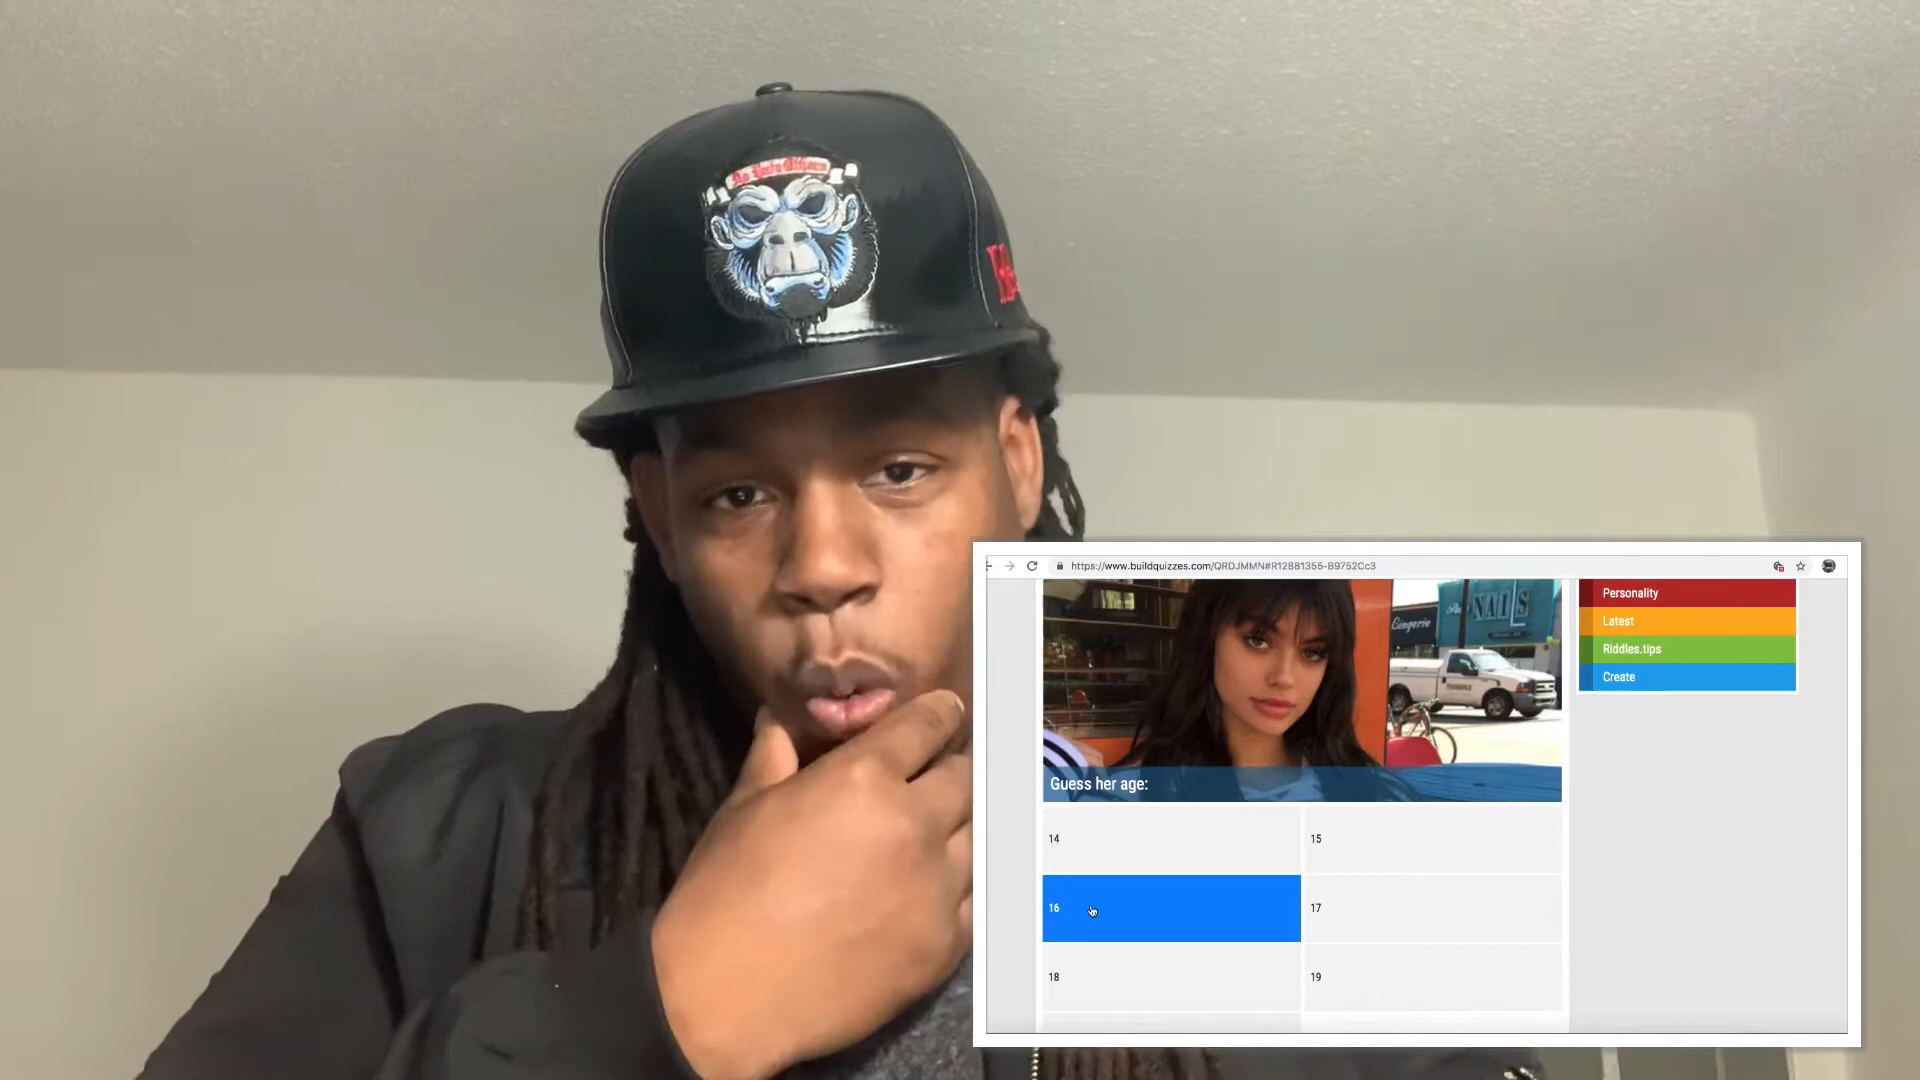 https://www.buildquizzes.com/QRDJMMN#R12881355-B9752Cc3
NAILS
Lingerie
Guess her age:
14
15
16
17
18
19
Personality
Latest
Riddles.tips
Create